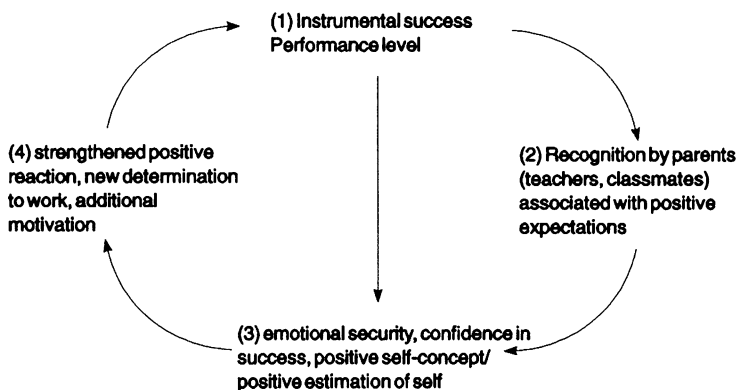 (1) Instrumental success
Performance level
(2) Recognition by parents
(teachers, classmates)
associated with positive
expectations
(3) emotional security, confidence in
success, positive self-concept/
positive estimation of self
(4) strengthened positive
reaction, new determination
to work, additional
motivation